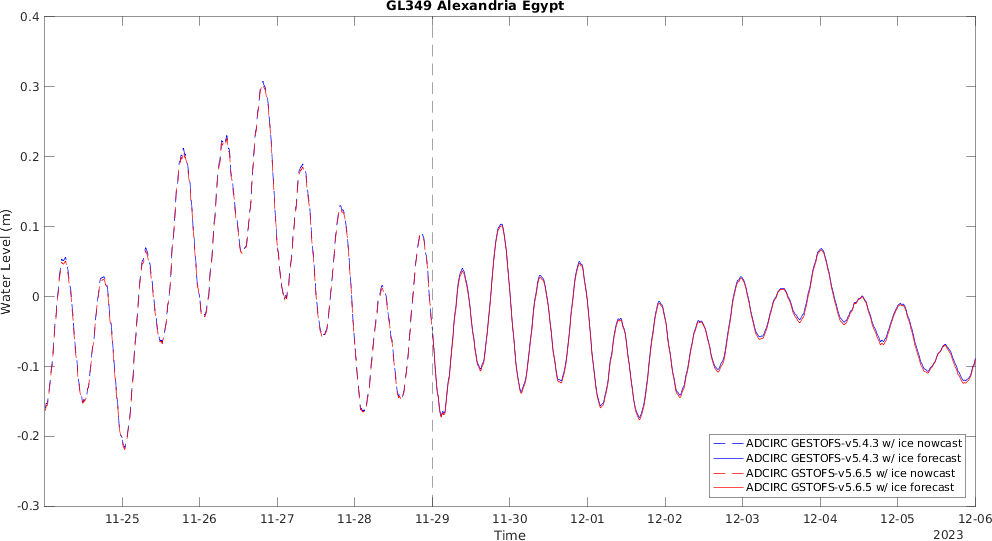 GL349 Alexandria Egypt
0.4
0.3
0.2
0.1
0
-0.1
-0.2
-0.3
Water Level (m)
ADCIRC GESTOFS-v5.4.3 w/ ice nowcast
ADCIRC GESTOFS-v5.4.3 w/ ice forecast
ADCIRC GSTOFS-v5.6.5 w/ ice nowcast
ADCIRC GSTOFS-v5.6.5 w/ ice forecast
11-25 11-26 11-27 11-28 11-29 11-30 12-01 12-02 12-03 12-04 12-05 12-06
Time
2023